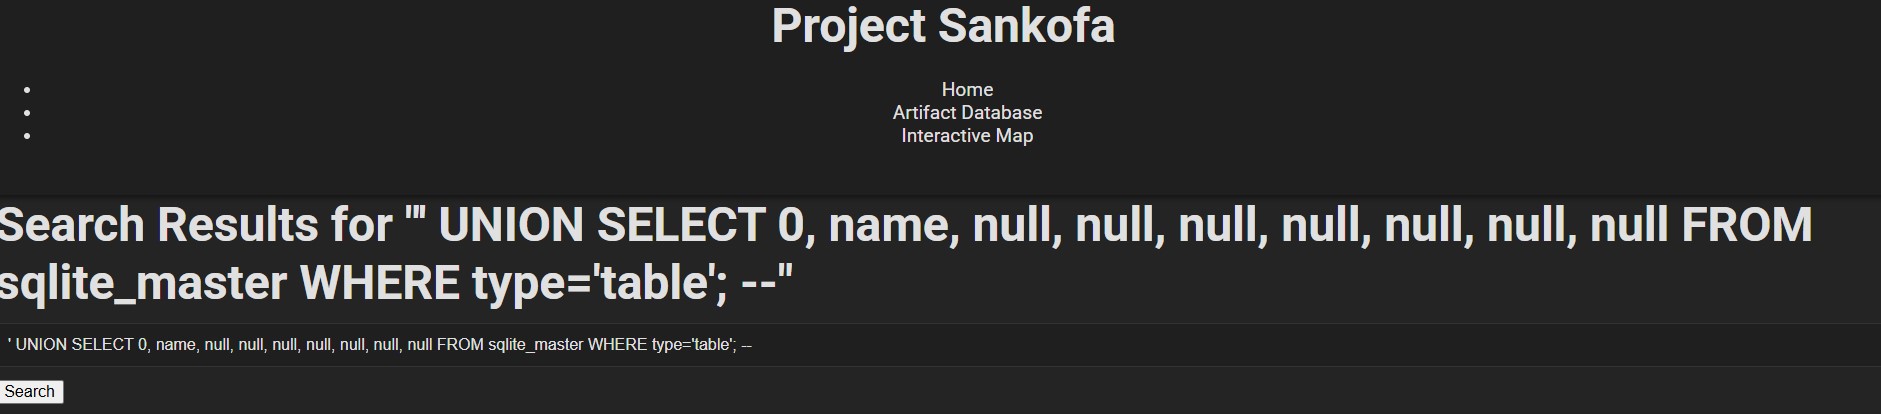 Project Sankofa
Home
Artifact Database
Interactive Map
Search Results for "' UNION SELECT 0, name, null, null, null, null, null, null, null FROM
sqlite_master WHERE type='table'; --"
' UNION SELECT 0, name, null, null, null, null, null, null, null FROM sqlite_master WHERE type='table'; --
Search